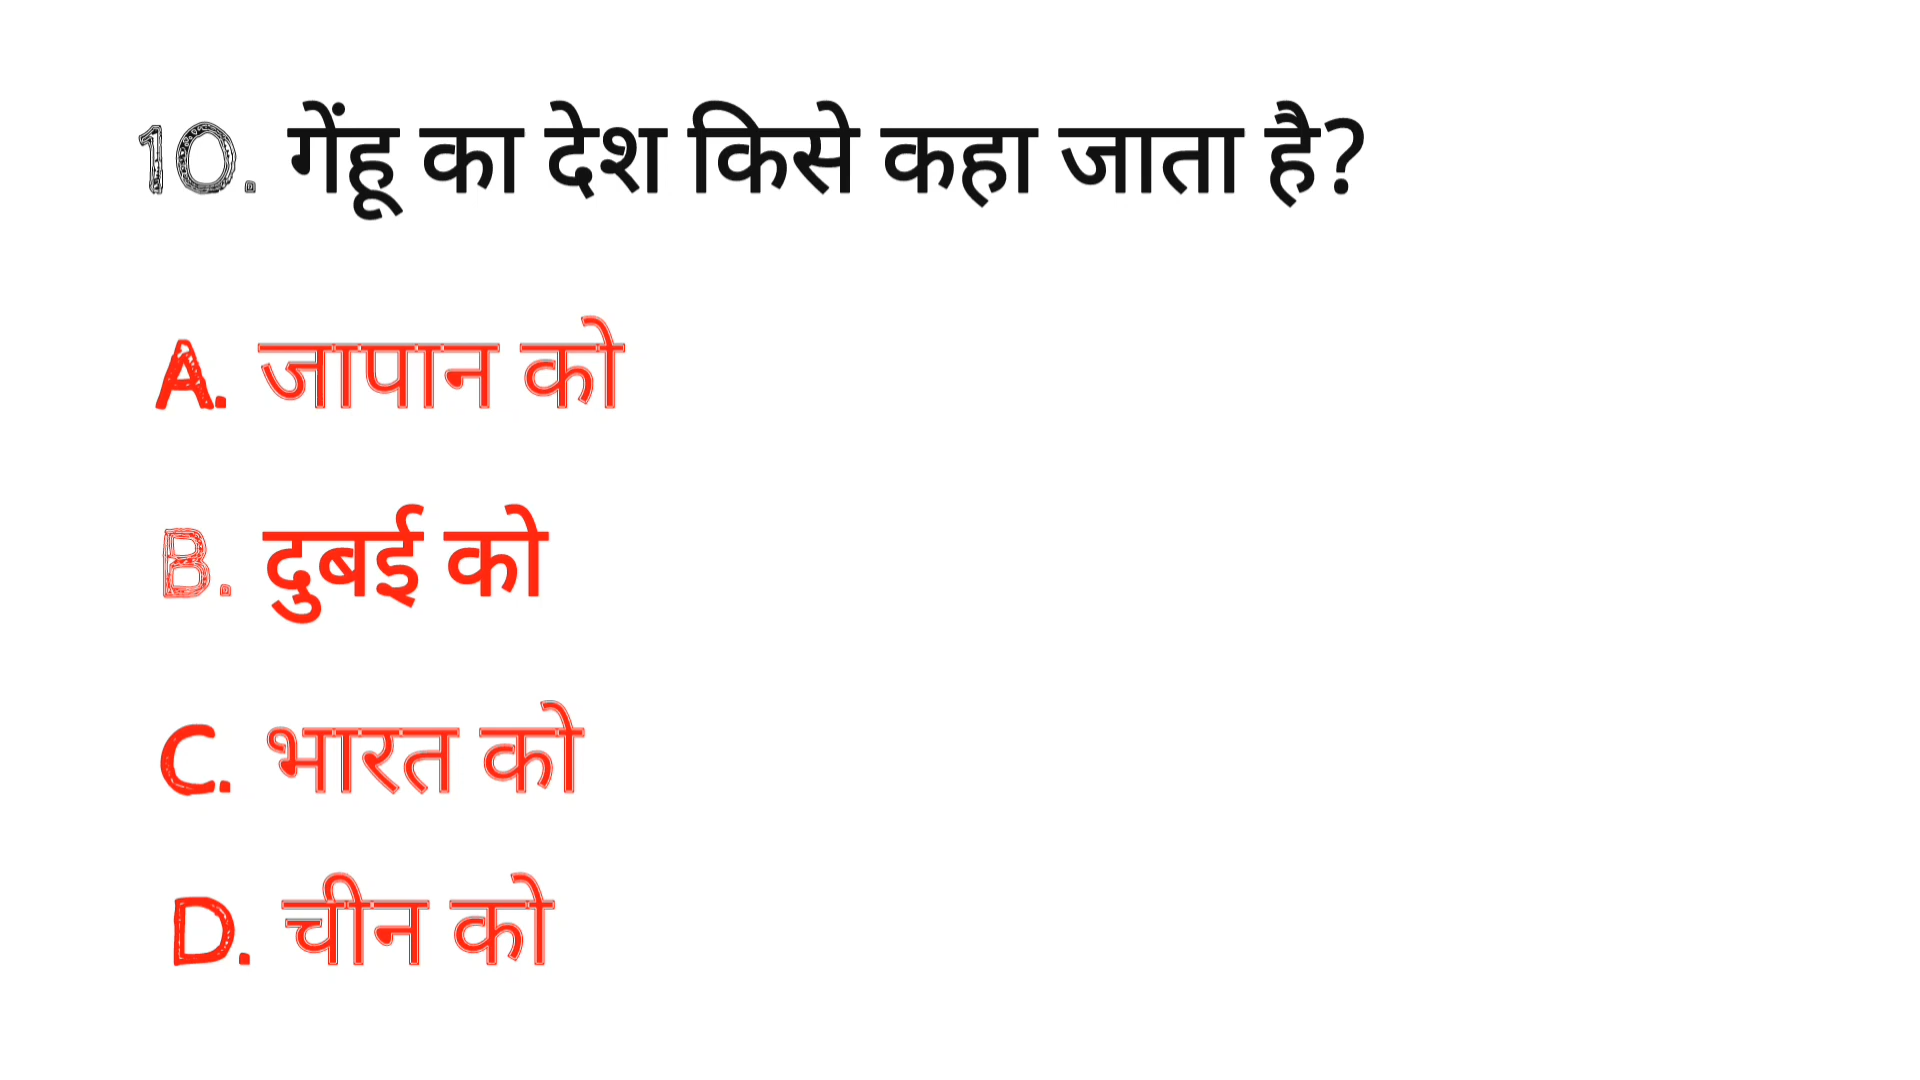 10. गेंहू का देश किसे कहा जाता है?
A. जापान को
B. दुबई को
C. भारत को
D. चीन को